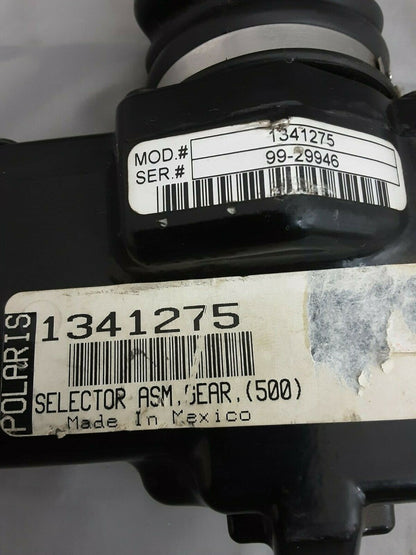 MOD.# 1341275
SER.# 99-29946
POLARIS
1341275
SELECTOR ASM,GEAR,(500)
Made In Mexico